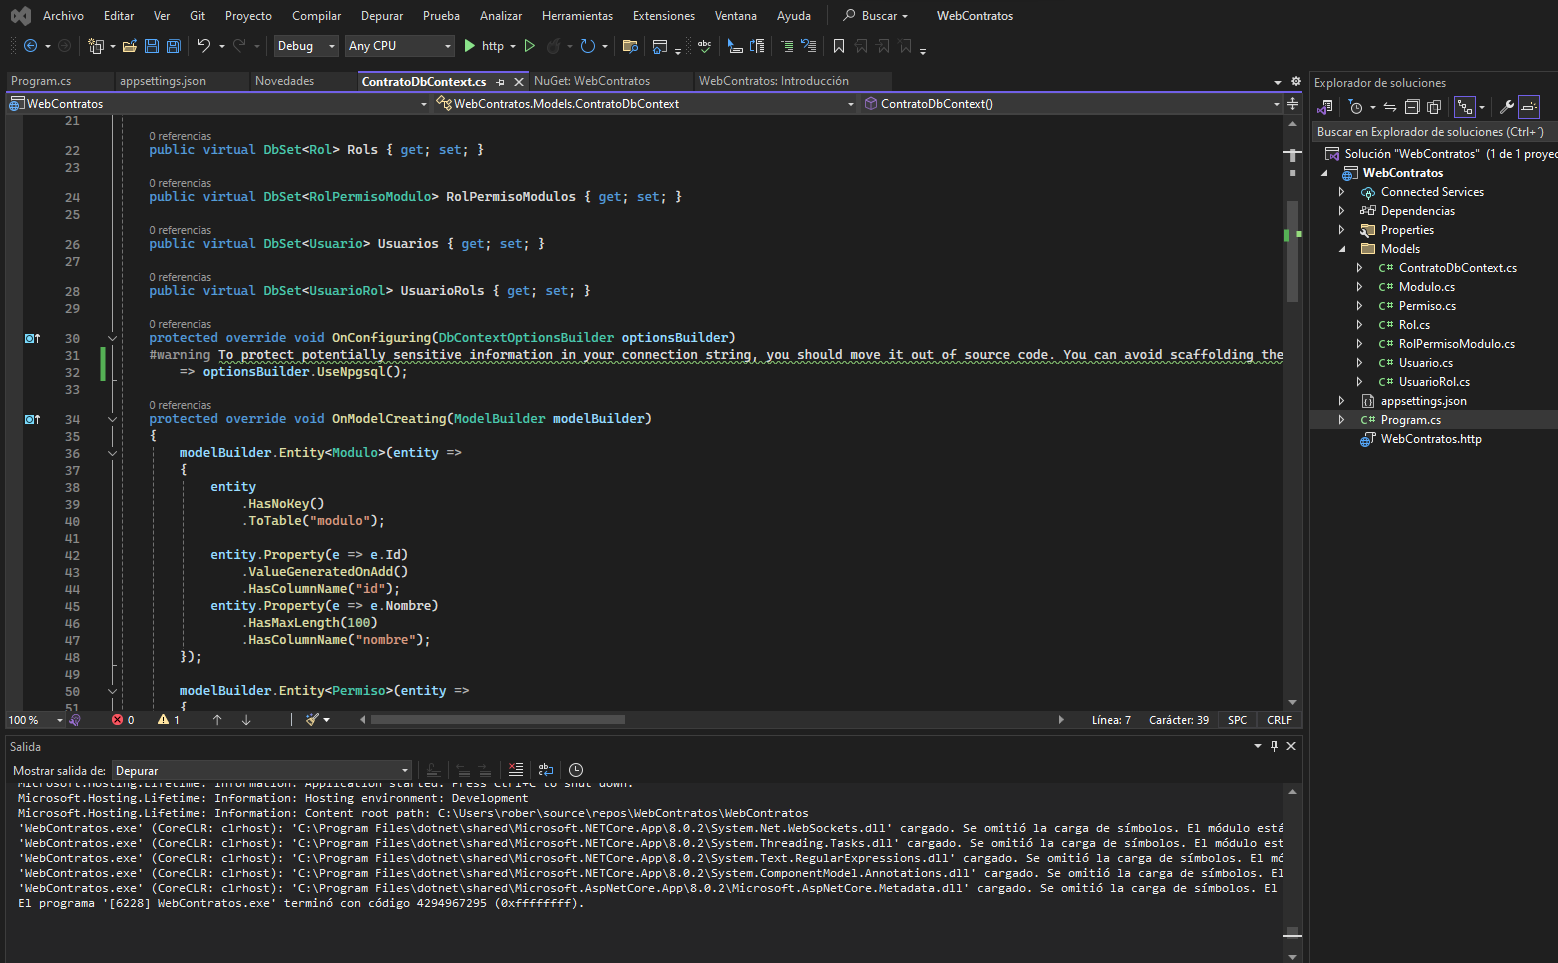 Archivo Editar Ver Git Proyecto Compilar Depurar Prueba Analizar Herramientas Extensiones Ventana Ayuda Buscar WebContratos
Debug Any CPU http
Program.cs appsettings.json Novedades ContratoDbContext.cs NuGet: WebContratos WebContratos: Introducción
WebContratos WebContratos.Models.ContratoDbContext ContratoDbContext()
21
0 referencias
22 public virtual DbSet<Rol> Rols { get; set; }
23
0 referencias
24 public virtual DbSet<RolPermisoModulo> RolPermisoModulos { get; set; }
25
0 referencias
26 public virtual DbSet<Usuario> Usuarios { get; set; }
27
0 referencias
28 public virtual DbSet<UsuarioRol> UsuarioRols { get; set; }
29
0 referencias
30 protected override void OnConfiguring(DbContextOptionsBuilder optionsBuilder)
31 #warning To protect potentially sensitive information in your connection string, you should move it out of source code. You can avoid scaffolding the
32 => optionsBuilder.UseNpgsql();
33
0 referencias
34 protected override void OnModelCreating(ModelBuilder modelBuilder)
35 {
36 modelBuilder.Entity<Modulo>(entity =>
37 {
38 entity
39 .HasNoKey()
40 .ToTable("modulo");
41
42 entity.Property(e => e.Id)
43 .ValueGeneratedOnAdd()
44 .HasColumnName("id");
45 entity.Property(e => e.Nombre)
46 .HasMaxLength(100)
47 .HasColumnName("nombre");
48 });
49
50 modelBuilder.Entity<Permiso>(entity =>
51 {
100 % 0 1 Línea: 7 Carácter: 39 SPC CRLF
Salida
Mostrar salida de: Depurar
Microsoft.Hosting.Lifetime: Information: Application started. Press Ctrl+C to shut down.
Microsoft.Hosting.Lifetime: Information: Hosting environment: Development
Microsoft.Hosting.Lifetime: Information: Content root path: C:\Users\rober\source\repos\WebContratos\WebContratos
'WebContratos.exe' (CoreCLR: clrhost): 'C:\Program Files\dotnet\shared\Microsoft.NETCore.App\8.0.2\System.Net.WebSockets.dll' cargado. Se omitió la carga de símbolos. El módulo está
'WebContratos.exe' (CoreCLR: clrhost): 'C:\Program Files\dotnet\shared\Microsoft.NETCore.App\8.0.2\System.Threading.Tasks.dll' cargado. Se omitió la carga de símbolos. El módulo est
'WebContratos.exe' (CoreCLR: clrhost): 'C:\Program Files\dotnet\shared\Microsoft.NETCore.App\8.0.2\System.Text.RegularExpressions.dll' cargado. Se omitió la carga de símbolos. El mó
'WebContratos.exe' (CoreCLR: clrhost): 'C:\Program Files\dotnet\shared\Microsoft.NETCore.App\8.0.2\System.ComponentModel.Annotations.dll' cargado. Se omitió la carga de símbolos. El
'WebContratos.exe' (CoreCLR: clrhost): 'C:\Program Files\dotnet\shared\Microsoft.AspNetCore.App\8.0.2\Microsoft.AspNetCore.Metadata.dll' cargado. Se omitió la carga de símbolos. El
El programa '[6228] WebContratos.exe' terminó con código 4294967295 (0xffffffff).
Explorador de soluciones
Buscar en Explorador de soluciones (Ctrl+´)
Solución "WebContratos" (1 de 1 proyec
WebContratos
Connected Services
Dependencias
Properties
Models
C# ContratoDbContext.cs
C# Modulo.cs
C# Permiso.cs
C# Rol.cs
C# RolPermisoModulo.cs
C# Usuario.cs
C# UsuarioRol.cs
appsettings.json
C# Program.cs
WebContratos.http